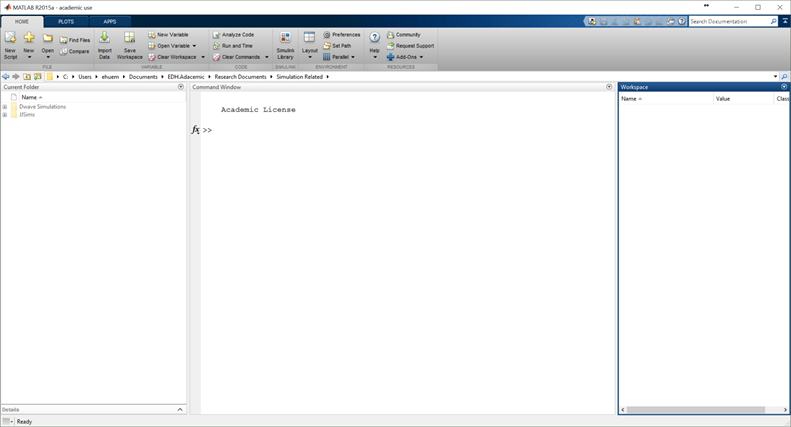 MATLAB R2015a - academic use
HOME PLOTS APPS
Search Documentation
New Script
New
Open
Find Files
Compare
Import Data
Save Workspace
New Variable
Open Variable
Clear Workspace
Analyze Code
Run and Time
Clear Commands
Simulink Library
Layout
Preferences
Set Path
Parallel
Help
Community
Request Support
Add-Ons
FILE VARIABLE CODE SIMULINK ENVIRONMENT RESOURCES
C: Users ehuem Documents EDH.Adacemic Research Documents Simulation Related
Current Folder
Name
Dwave Simulations
JJSims
Details
Command Window
Academic License
fx >>
Workspace
Name Value Class
Ready